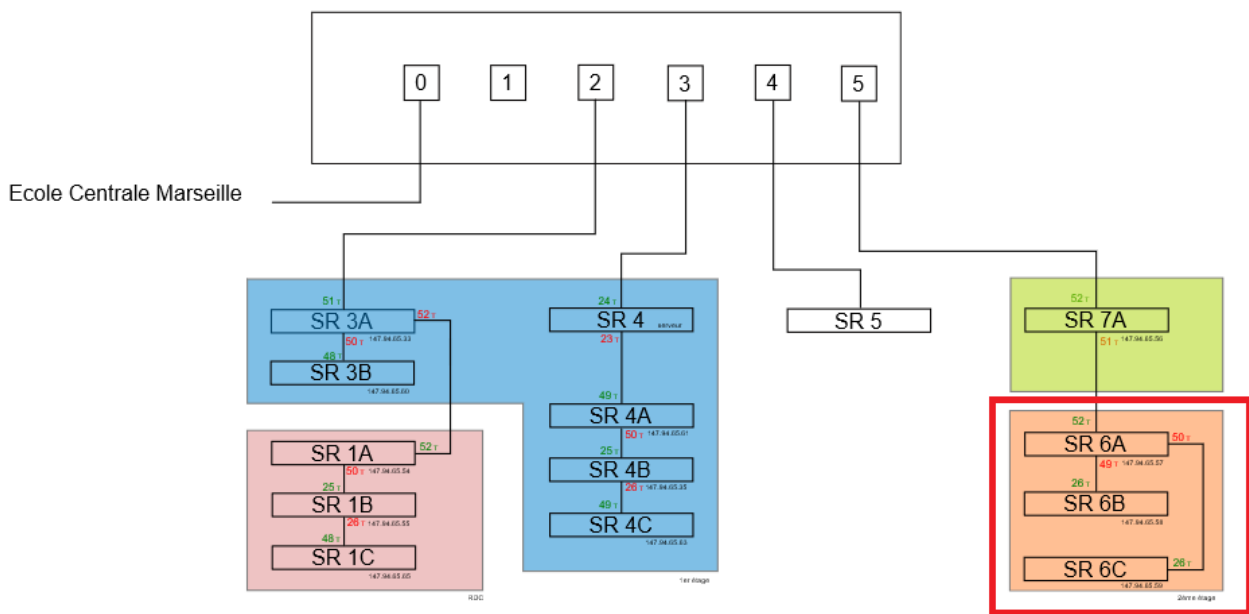 0 1 2 3 4 5
Ecole Centrale Marseille
51 T
SR 3A
52 T
50 T 147.94.65.33
48 T
SR 3B
24 T
SR 4 serveur
23 T
SR 5
52 T
SR 7A
51 T 147.94.65.56
49 T
SR 4A
50 T 147.94.65.61
25 T
SR 4B
26 T 147.94.65.35
49 T
SR 4C
147.94.65.63
1er étage
SR 1A
52 T
50 T 147.94.65.54
25 T
SR 1B
26 T 147.94.65.55
48 T
SR 1C
147.94.65.65
RDC
52 T
SR 6A
50 T
49 T 147.94.65.57
26 T
SR 6B
147.94.65.58
SR 6C
26 T
147.94.65.59
2ème étage